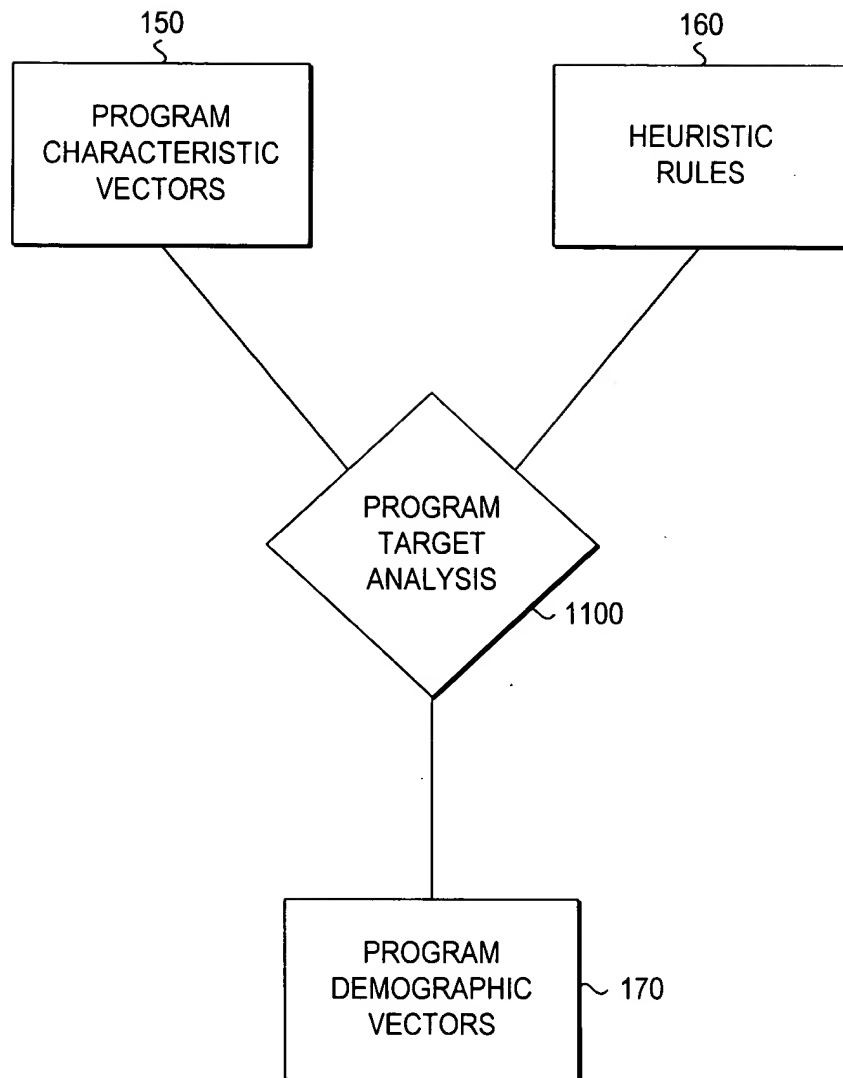 150
160
PROGRAM
CHARACTERISTIC
VECTORS
HEURISTIC
RULES
PROGRAM
TARGET
ANALYSIS
1100
PROGRAM
DEMOGRAPHIC
VECTORS
170